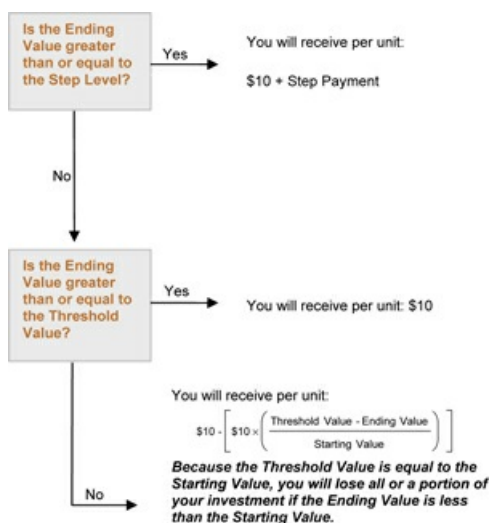 Is the Ending
Value greater
than or equal to
the Step Level?
Yes
You will receive per unit:
$10 + Step Payment
No
Is the Ending
Value greater
than or equal to
the Threshold
Value?
Yes
You will receive per unit: $10
No
You will receive per unit:
$10 - [ $10 × ( Threshold Value - Ending Value
Starting Value ) ]
Because the Threshold Value is equal to the
Starting Value, you will lose all or a portion of
your investment if the Ending Value is less
than the Starting Value.